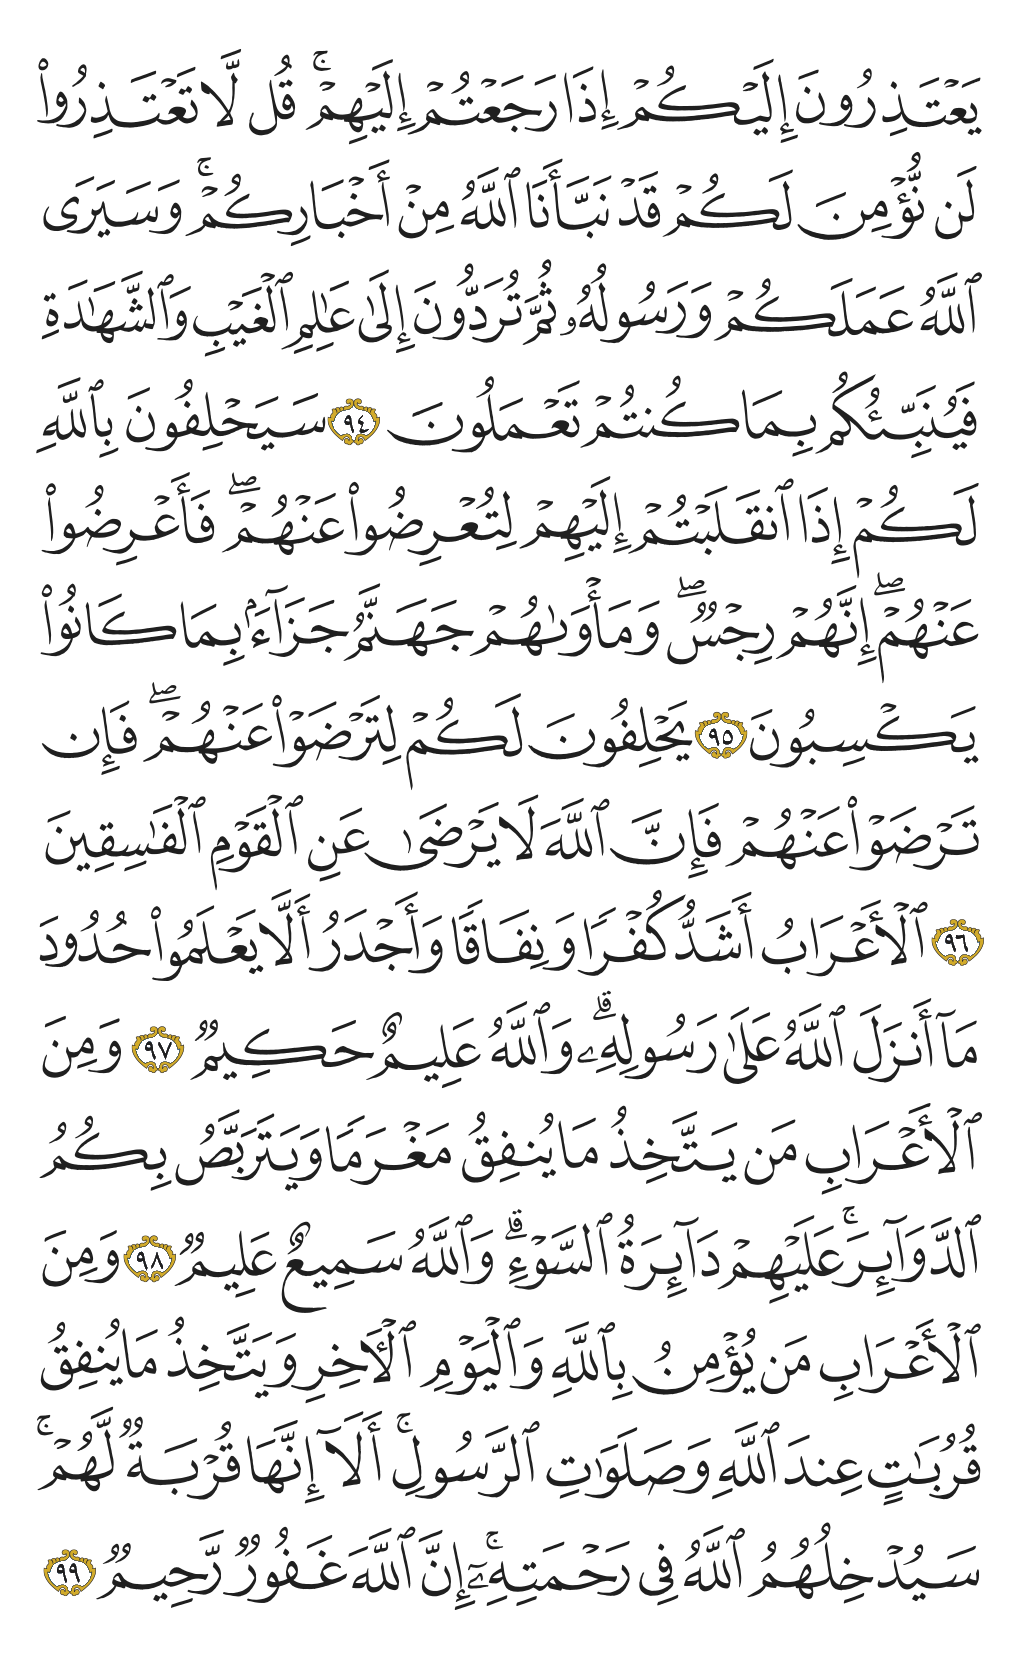 يَعۡتَذِرُونَ إِلَيۡكُمۡ إِذَا رَجَعۡتُمۡ إِلَيۡهِمۡۚ قُل لَّا تَعۡتَذِرُواْ
لَن نُّؤۡمِنَ لَكُمۡ قَدۡ نَبَّأَنَا ٱللَّهُ مِنۡ أَخۡبَارِكُمۡۚ وَسَيَرَى
ٱللَّهُ عَمَلَكُمۡ وَرَسُولُهُۥ ثُمَّ تُرَدُّونَ إِلَىٰ عَٰلِمِ ٱلۡغَيۡبِ وَٱلشَّهَٰدَةِ
فَيُنَبِّئُكُم بِمَا كُنتُمۡ تَعۡمَلُونَ ٩٤ سَيَحۡلِفُونَ بِٱللَّهِ
لَكُمۡ إِذَا ٱنقَلَبۡتُمۡ إِلَيۡهِمۡ لِتُعۡرِضُواْ عَنۡهُمۡۖ فَأَعۡرِضُواْ
عَنۡهُمۡۖ إِنَّهُمۡ رِجۡسٞۖ وَمَأۡوَىٰهُمۡ جَهَنَّمُ جَزَآءَۢ بِمَا كَانُواْ
يَكۡسِبُونَ ٩٥ يَحۡلِفُونَ لَكُمۡ لِتَرۡضَوۡاْ عَنۡهُمۡۖ فَإِن
تَرۡضَوۡاْ عَنۡهُمۡ فَإِنَّ ٱللَّهَ لَا يَرۡضَىٰ عَنِ ٱلۡقَوۡمِ ٱلۡفَٰسِقِينَ
٩٦ ٱلۡأَعۡرَابُ أَشَدُّ كُفۡرٗا وَنِفَاقٗا وَأَجۡدَرُ أَلَّا يَعۡلَمُواْ حُدُودَ
مَآ أَنزَلَ ٱللَّهُ عَلَىٰ رَسُولِهِۦۗ وَٱللَّهُ عَلِيمٌ حَكِيمٞ ٩٧ وَمِنَ
ٱلۡأَعۡرَابِ مَن يَتَّخِذُ مَا يُنفِقُ مَغۡرَمٗا وَيَتَرَبَّصُ بِكُمُ
ٱلدَّوَآئِرَۚ عَلَيۡهِمۡ دَآئِرَةُ ٱلسَّوۡءِۗ وَٱللَّهُ سَمِيعٌ عَلِيمٞ ٩٨ وَمِنَ
ٱلۡأَعۡرَابِ مَن يُؤۡمِنُ بِٱللَّهِ وَٱلۡيَوۡمِ ٱلۡأٓخِرِ وَيَتَّخِذُ مَا يُنفِقُ
قُرُبَٰتٍ عِندَ ٱللَّهِ وَصَلَوَٰتِ ٱلرَّسُولِۚ أَلَآ إِنَّهَا قُرۡبَةٞ لَّهُمۡۚ
سَيُدۡخِلُهُمُ ٱللَّهُ فِي رَحۡمَتِهِۦٓۚ إِنَّ ٱللَّهَ غَفُورٞ رَّحِيمٞ ٩٩